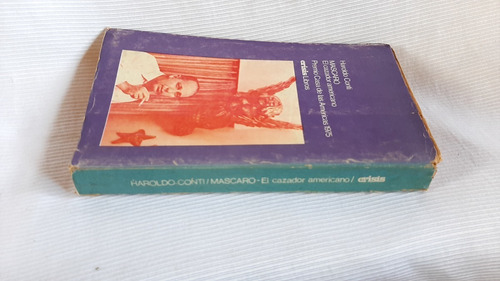 Haroldo Conti
MASCARO
El cazador americano
Premio Casa de las Américas 1975
crisis Libros
HAROLDO CONTI / MASCARO - El cazador americano / crisis